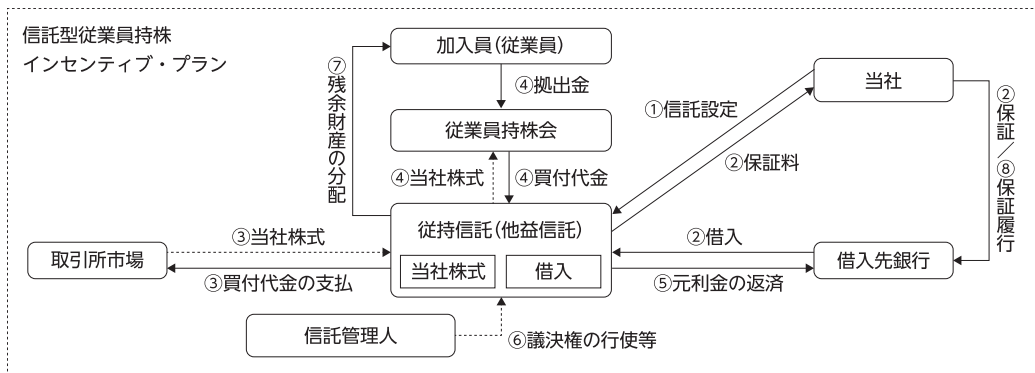 信託型従業員持株
インセンティブ・プラン
加入員(従業員)
⑦残余財産の分配
④拠出金
当社
①信託設定
従業員持株会
②保証料
②保証／⑧保証履行
④当社株式
④買付代金
従持信託(他益信託)
③当社株式
②借入
取引所市場
当社株式
借入
借入先銀行
③買付代金の支払
⑤元利金の返済
信託管理人
⑥議決権の行使等